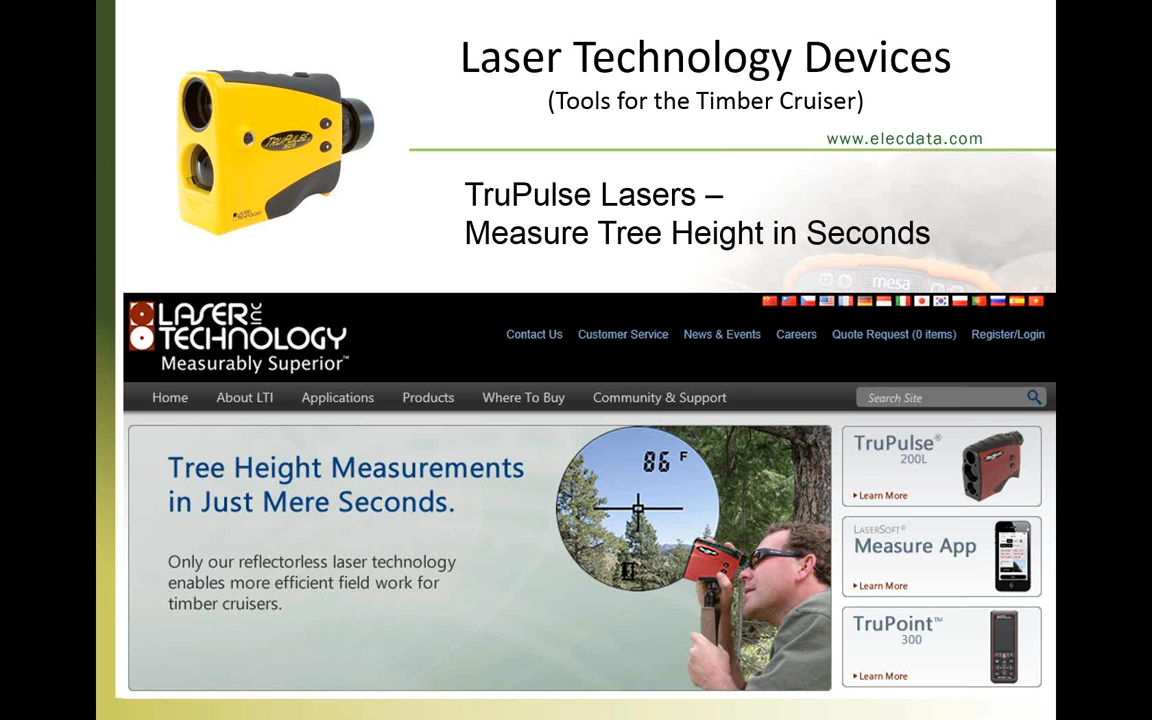 Laser Technology Devices
(Tools for the Timber Cruiser)
www.elecdata.com
TRUPULSE
LASER
TECHNOLOGY
TruPulse Lasers –
Measure Tree Height in Seconds
mesa
LASER INC
TECHNOLOGY
Measurably Superior™
Contact Us Customer Service News & Events Careers Quote Request (0 items) Register/Login
Home About LTI Applications Products Where To Buy Community & Support Search Site
Tree Height Measurements
in Just Mere Seconds.
86 F
Only our reflectorless laser technology
enables more efficient field work for
timber cruisers.
TruPulse®
200L
Learn More
LASERSOFT®
Measure App
Learn More
TruPoint™
300
Learn More